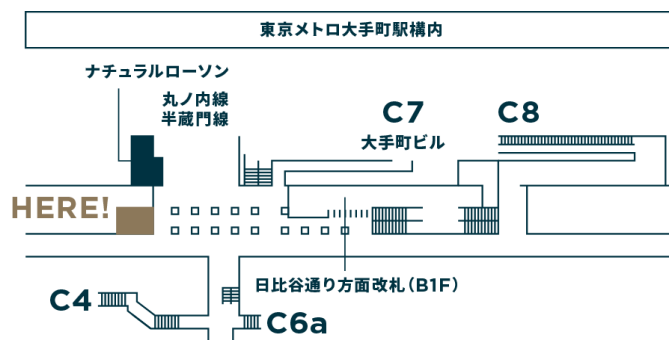 東京メトロ大手町駅構内
ナチュラルローソン
丸ノ内線
半蔵門線
C7
大手町ビル
C8
HERE!
日比谷通り方面改札(B1F)
C4
C6a